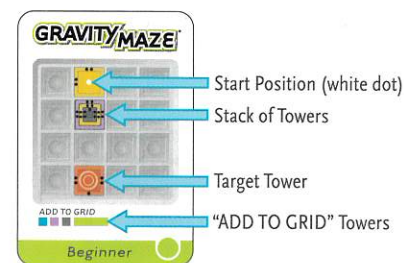 GRAVITY MAZE
Start Position (white dot)
Stack of Towers
Target Tower
ADD TO GRID
"ADD TO GRID" Towers
Beginner